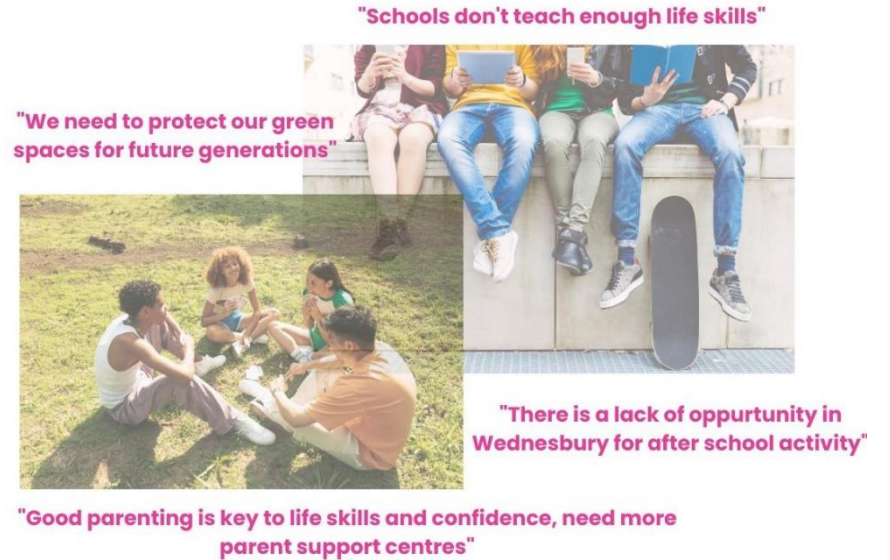 "Schools don't teach enough life skills"
"We need to protect our green
spaces for future generations"
"There is a lack of oppurtunity in
Wednesbury for after school activity"
"Good parenting is key to life skills and confidence, need more
parent support centres"